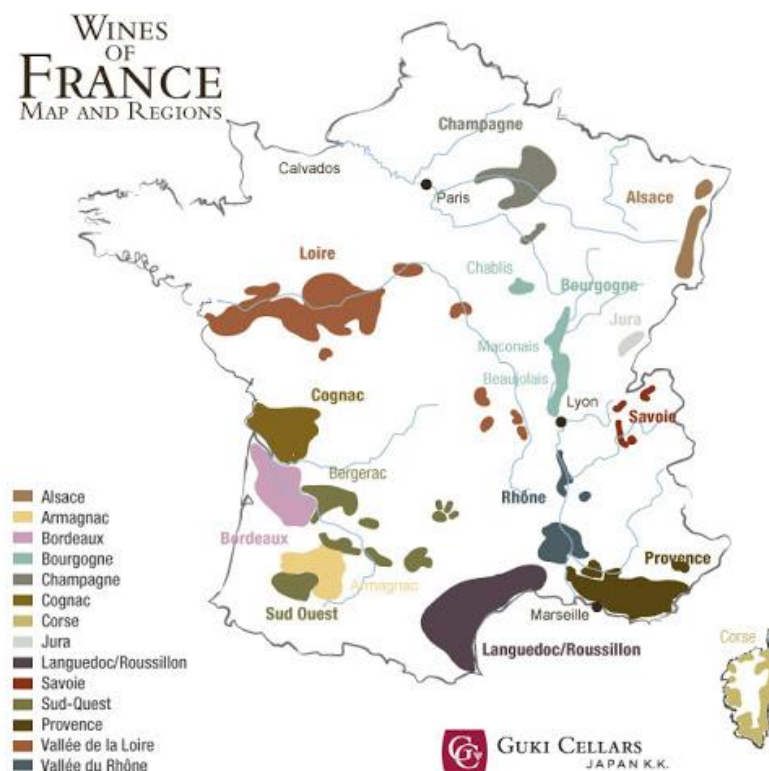 WINES
OF
FRANCE
MAP AND REGIONS
Champagne
Calvados
Paris
Alsace
Loire
Chablis
Bourgogne
Jura
Maconais
Beaujolais
Cognac
Lyon
Savoie
Bergerac
Rhône
Bordeaux
Provence
Armagnac
Sud Ouest
Marseille
Languedoc/Roussillon
Corse
Alsace
Armagnac
Bordeaux
Bourgogne
Champagne
Cognac
Corse
Jura
Languedoc/Roussillon
Savoie
Sud-Quest
Provence
Vallée de la Loire
Vallée du Rhône
GC
GUKI CELLARS
JAPAN K.K.